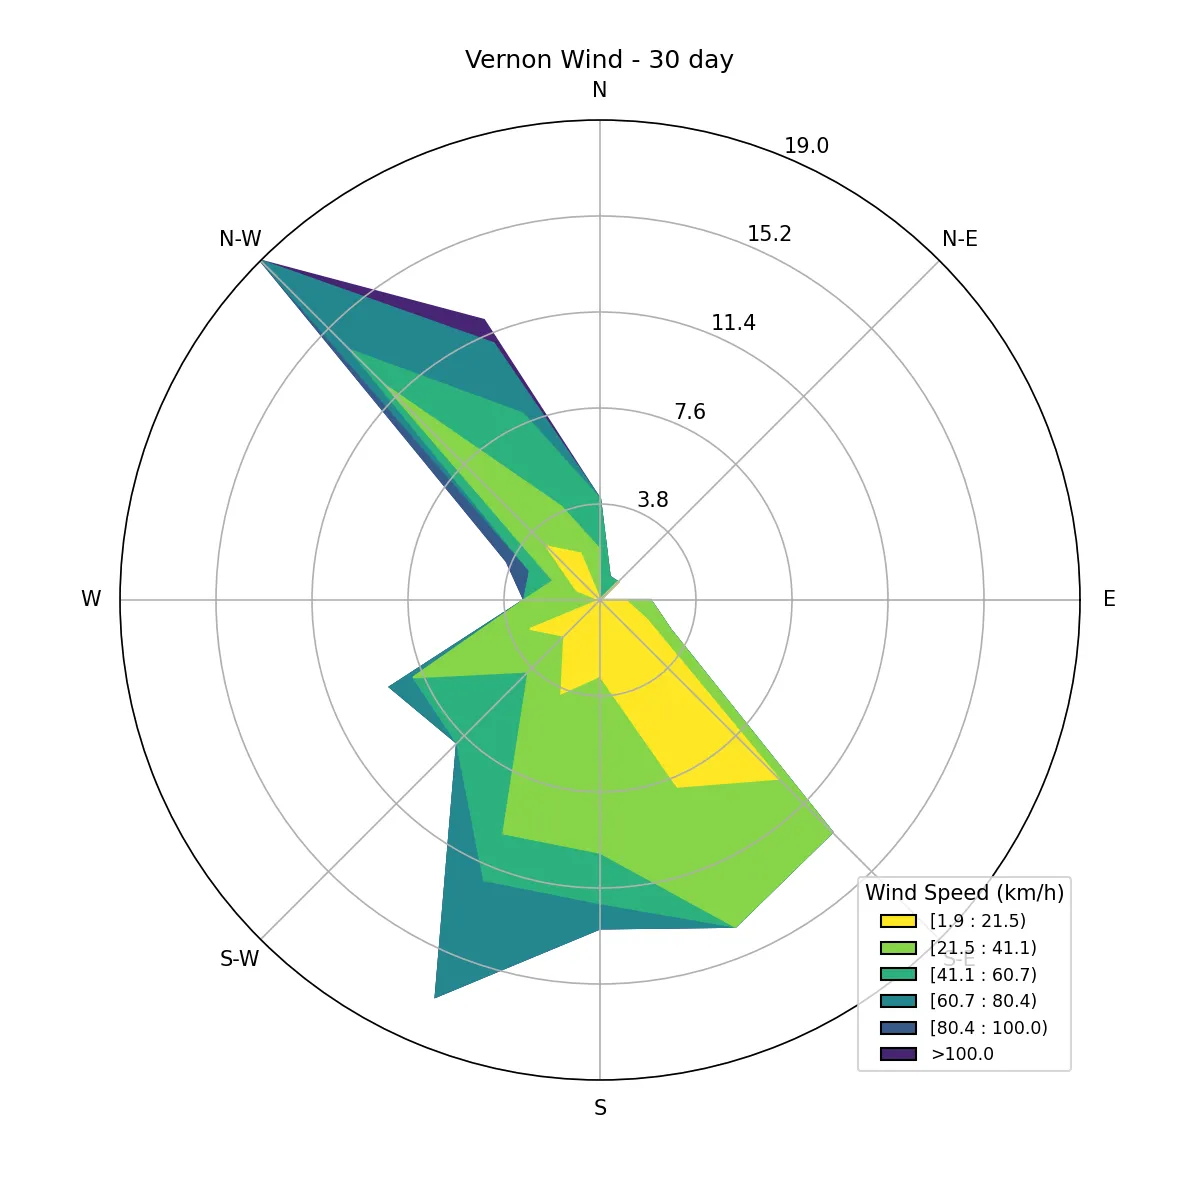 Vernon Wind - 30 day
N
19.0
15.2
N-W
N-E
11.4
7.6
3.8
W
E
Wind Speed (km/h)
[1.9 : 21.5)
[21.5 : 41.1)
S-W
S-E
[41.1 : 60.7)
[60.7 : 80.4)
[80.4 : 100.0)
>100.0
S